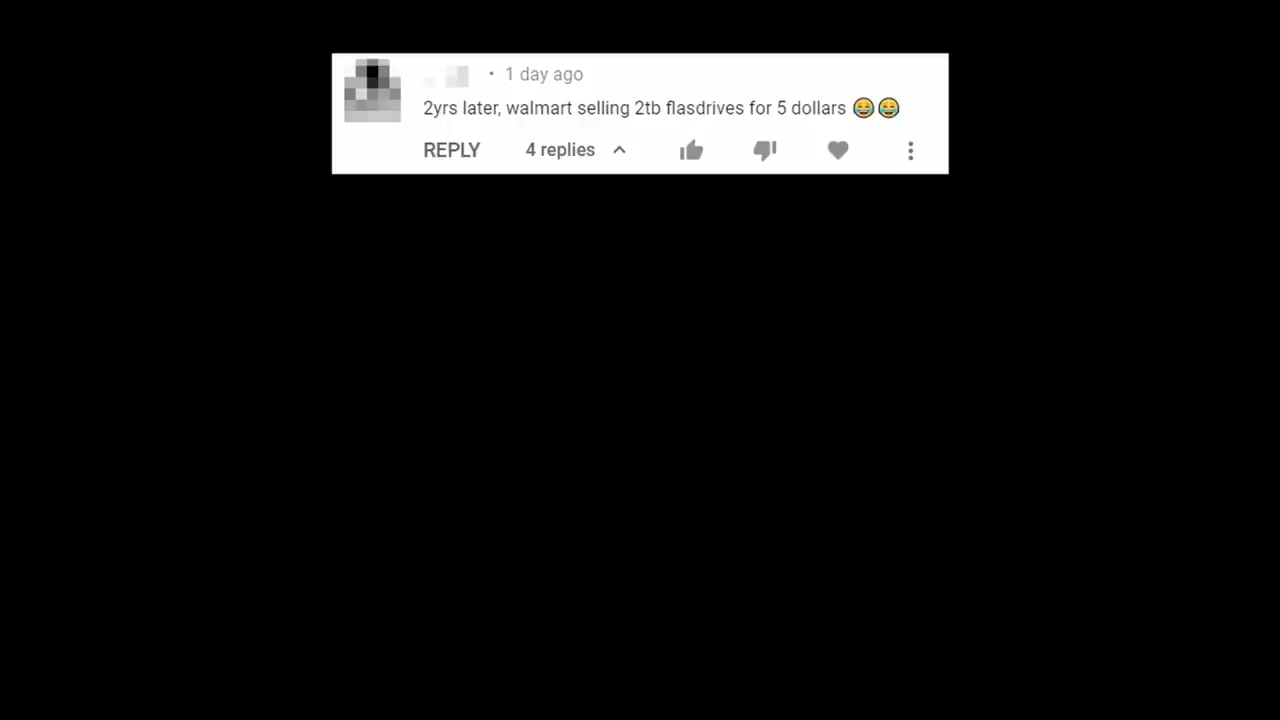 • 1 day ago
2yrs later, walmart selling 2tb flasdrives for 5 dollars 😂😂
REPLY 4 replies